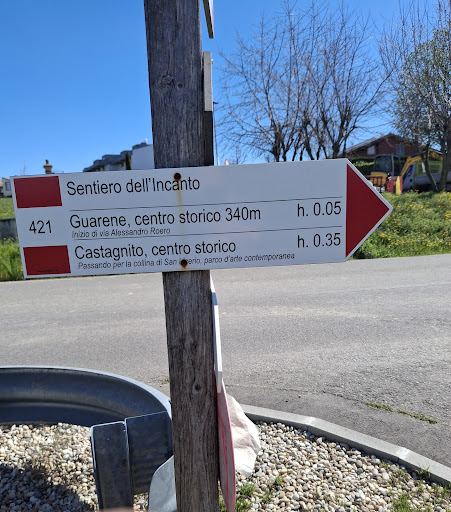 Sentiero dell'Incanto
421
Guarene, centro storico 340m h. 0.05
Inizio di via Alessandro Roero
Castagnito, centro storico h. 0.35
Passando per la collina di San parco d'arte contemporanea